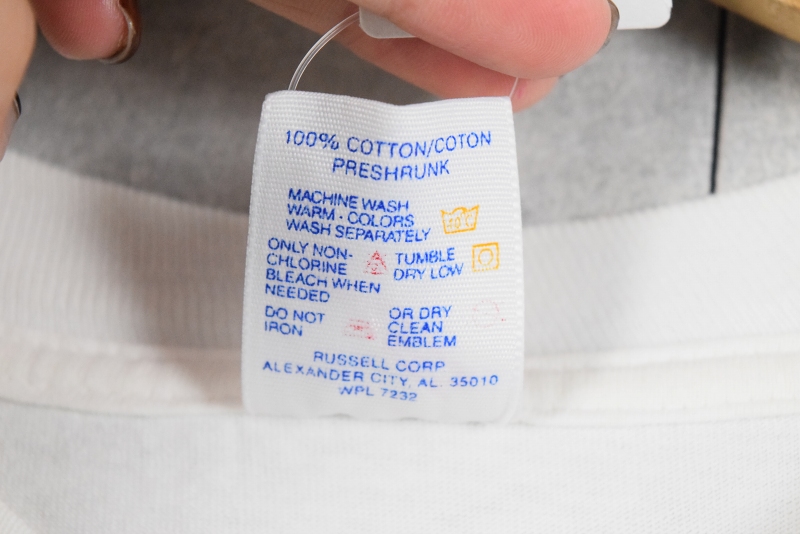 100% COTTON/COTON
PRESHRUNK
MACHINE WASH
WARM - COLORS
WASH SEPARATELY
ONLY NON-
CHLORINE
BLEACH WHEN
NEEDED
TUMBLE
DRY LOW
DO NOT
IRON
OR DRY
CLEAN
EMBLEM
RUSSELL CORP.
ALEXANDER CITY, AL. 35010
WPL 7232